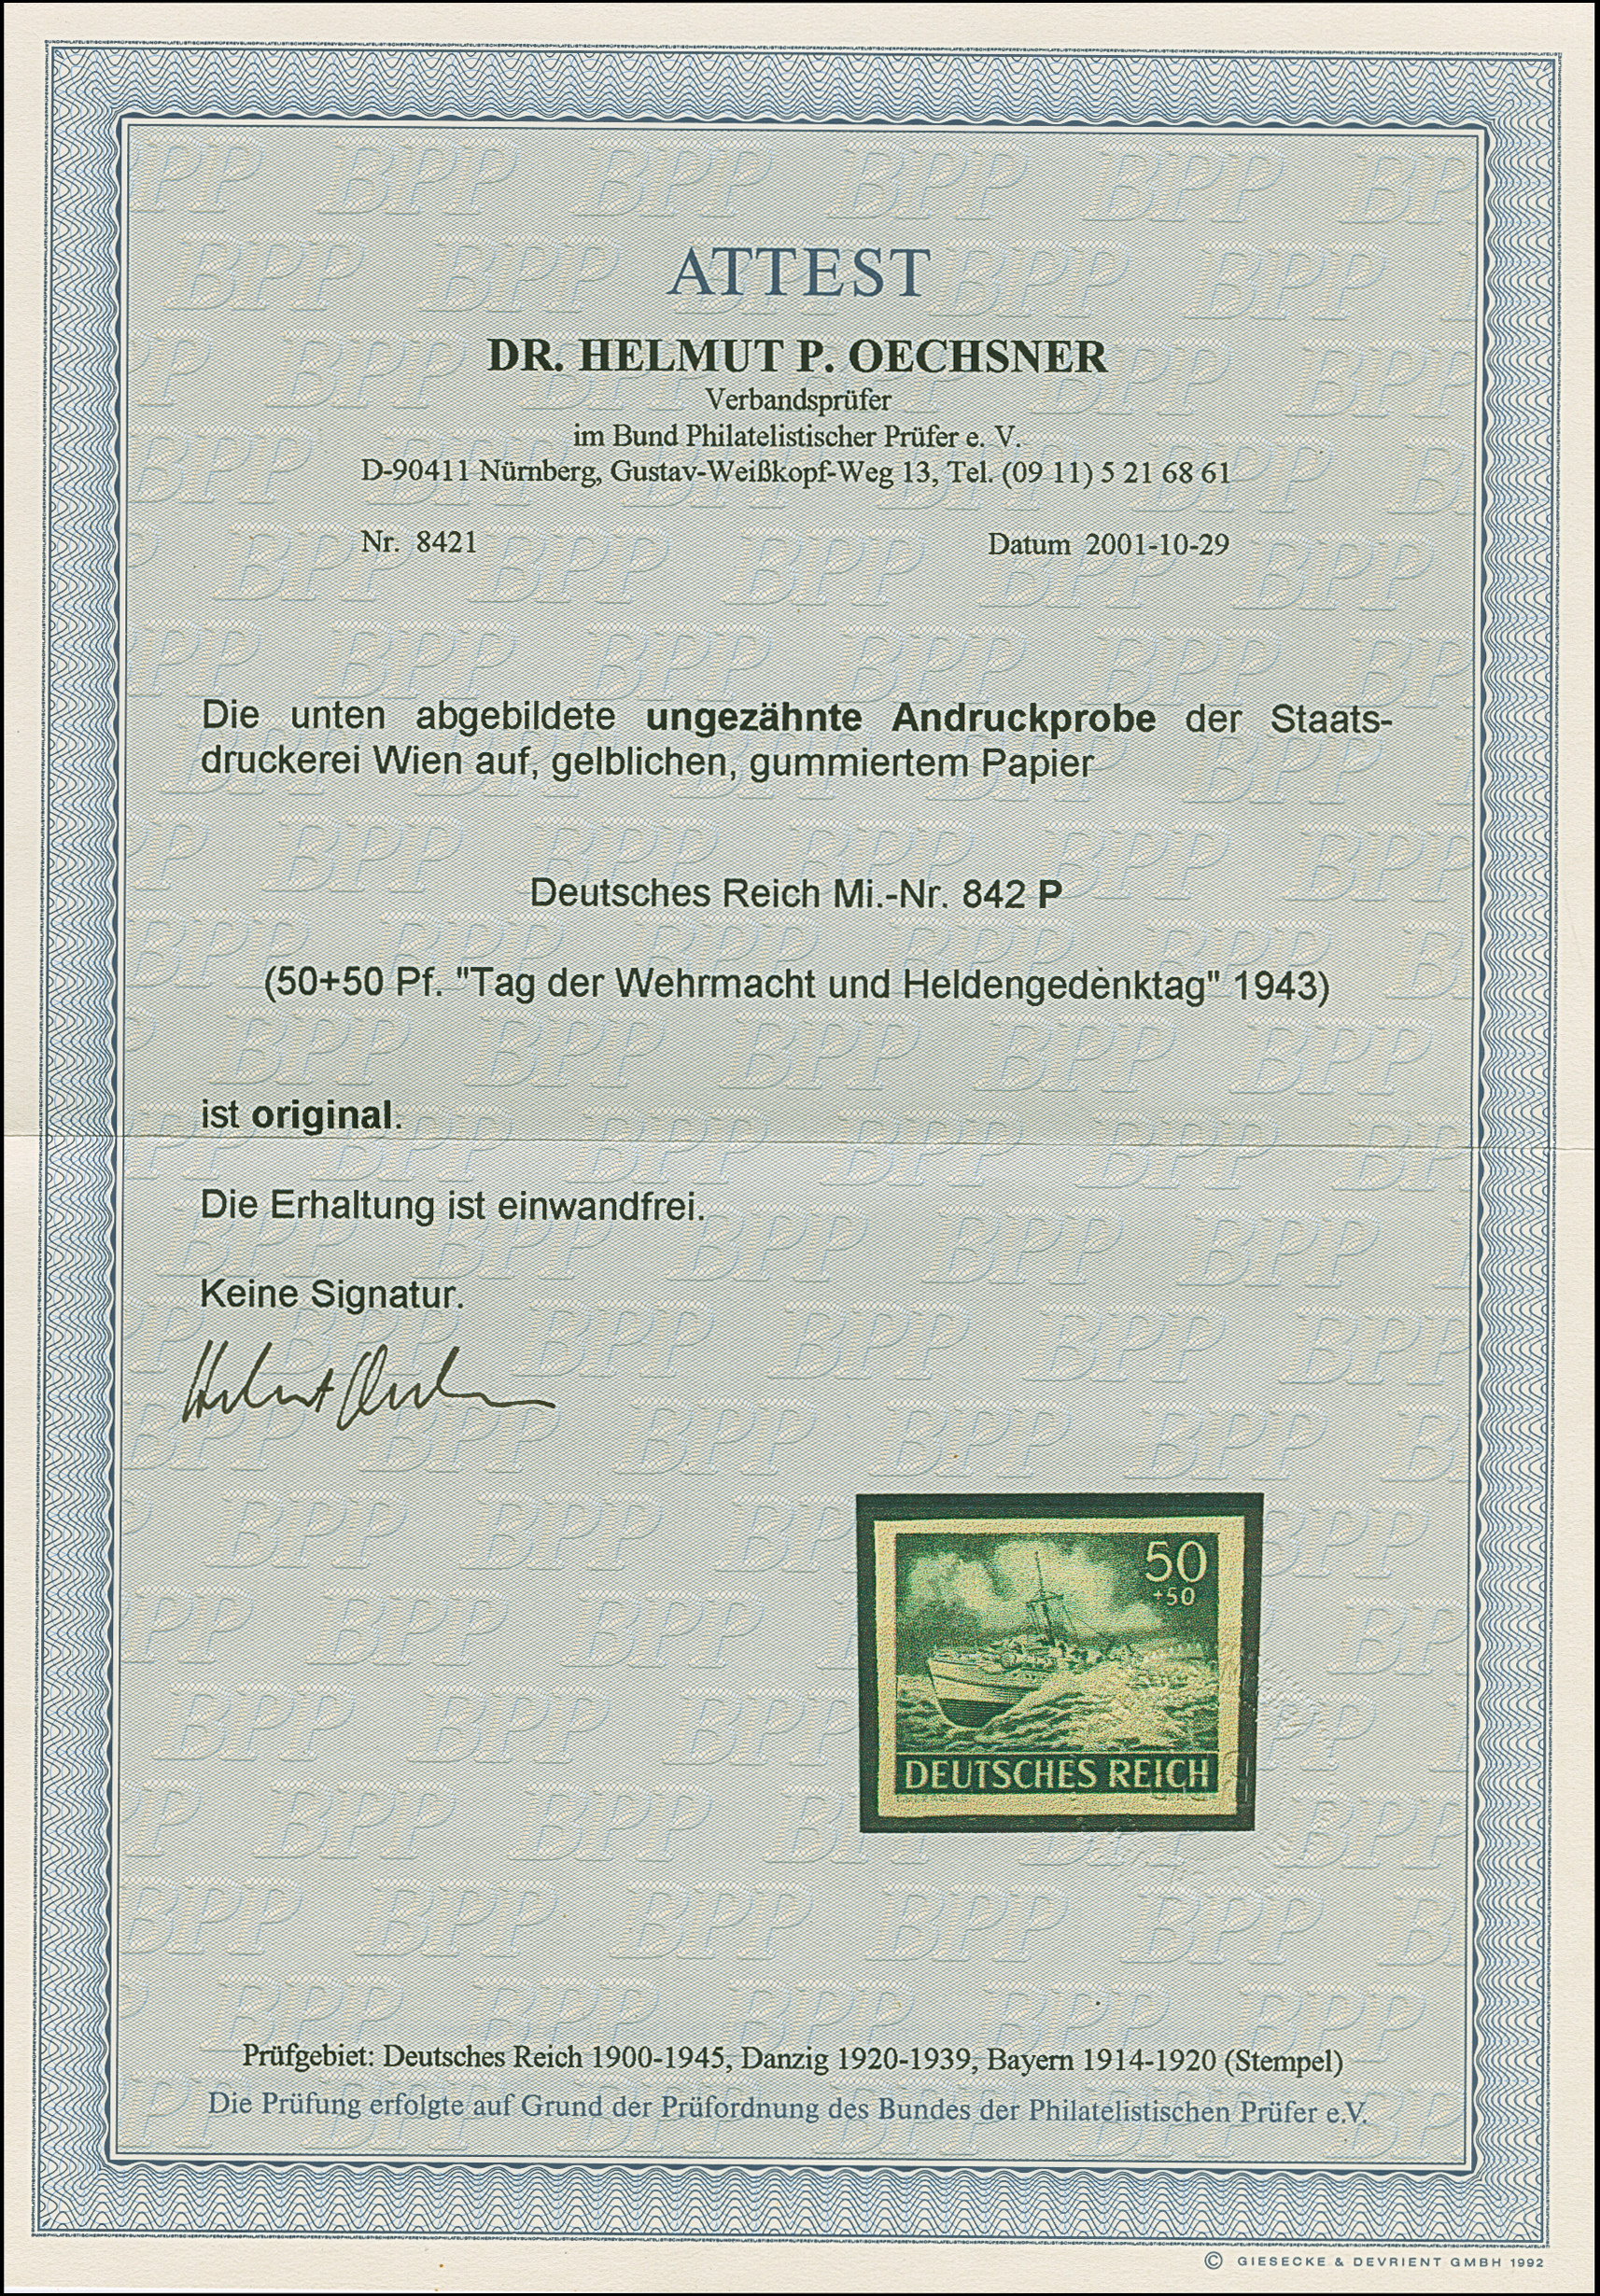 ATTEST
DR. HELMUT P. OECHSNER
Verbandsprüfer
im Bund Philatelistischer Prüfer e. V.
D-90411 Nürnberg, Gustav-Weißkopf-Weg 13, Tel. (09 11) 5 21 68 61
Nr. 8421 Datum 2001-10-29
Die unten abgebildete ungezähnte Andruckprobe der Staats-
druckerei Wien auf, gelblichen, gummiertem Papier
Deutsches Reich Mi.-Nr. 842 P
(50+50 Pf. "Tag der Wehrmacht und Heldengedenktag" 1943)
ist original.
Die Erhaltung ist einwandfrei.
Keine Signatur.
50
+50
DEUTSCHES REICH
Prüfgebiet: Deutsches Reich 1900-1945, Danzig 1920-1939, Bayern 1914-1920 (Stempel)
Die Prüfung erfolgte auf Grund der Prüfordnung des Bundes der Philatelistischen Prüfer e.V.
© GIESECKE & DEVRIENT GMBH 1992